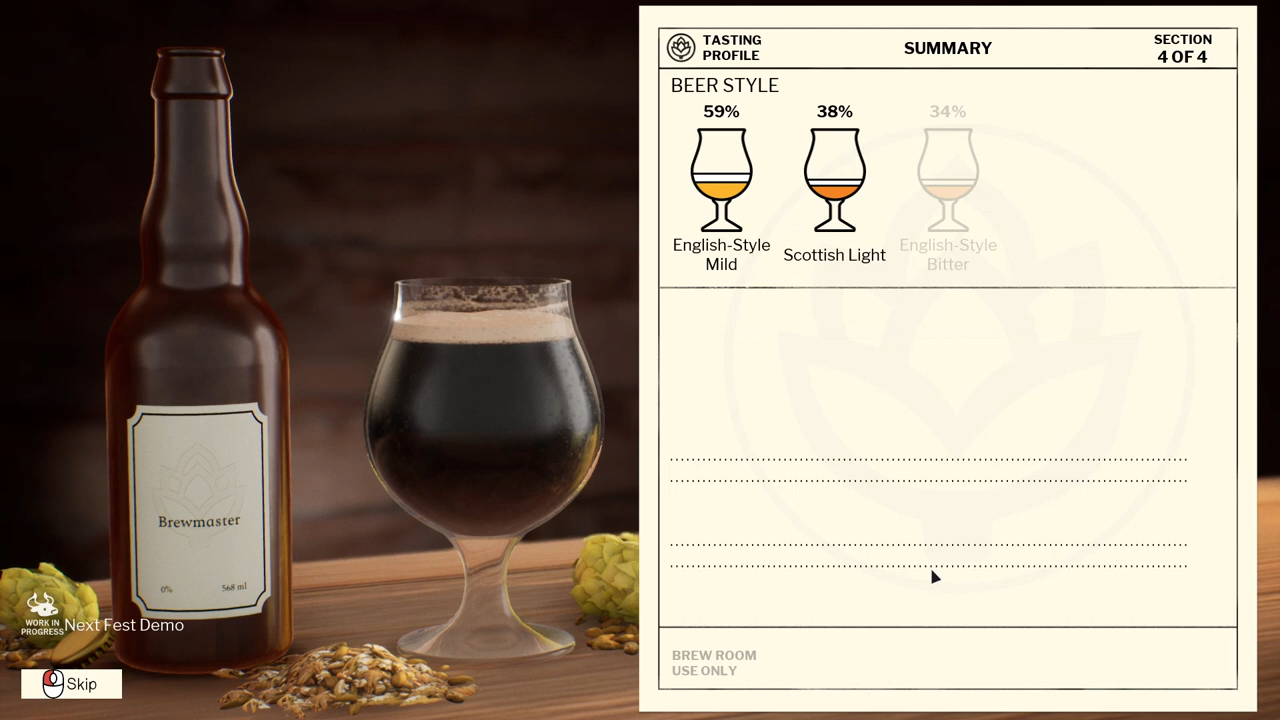 TASTING
PROFILE
SUMMARY
SECTION
4 OF 4
BEER STYLE
59%
38%
34%
English-Style
Mild
Scottish Light
English-Style
Bitter
Brewmaster
0%
568 ml
WORK IN
PROGRESS
Next Fest Demo
Skip
BREW ROOM
USE ONLY